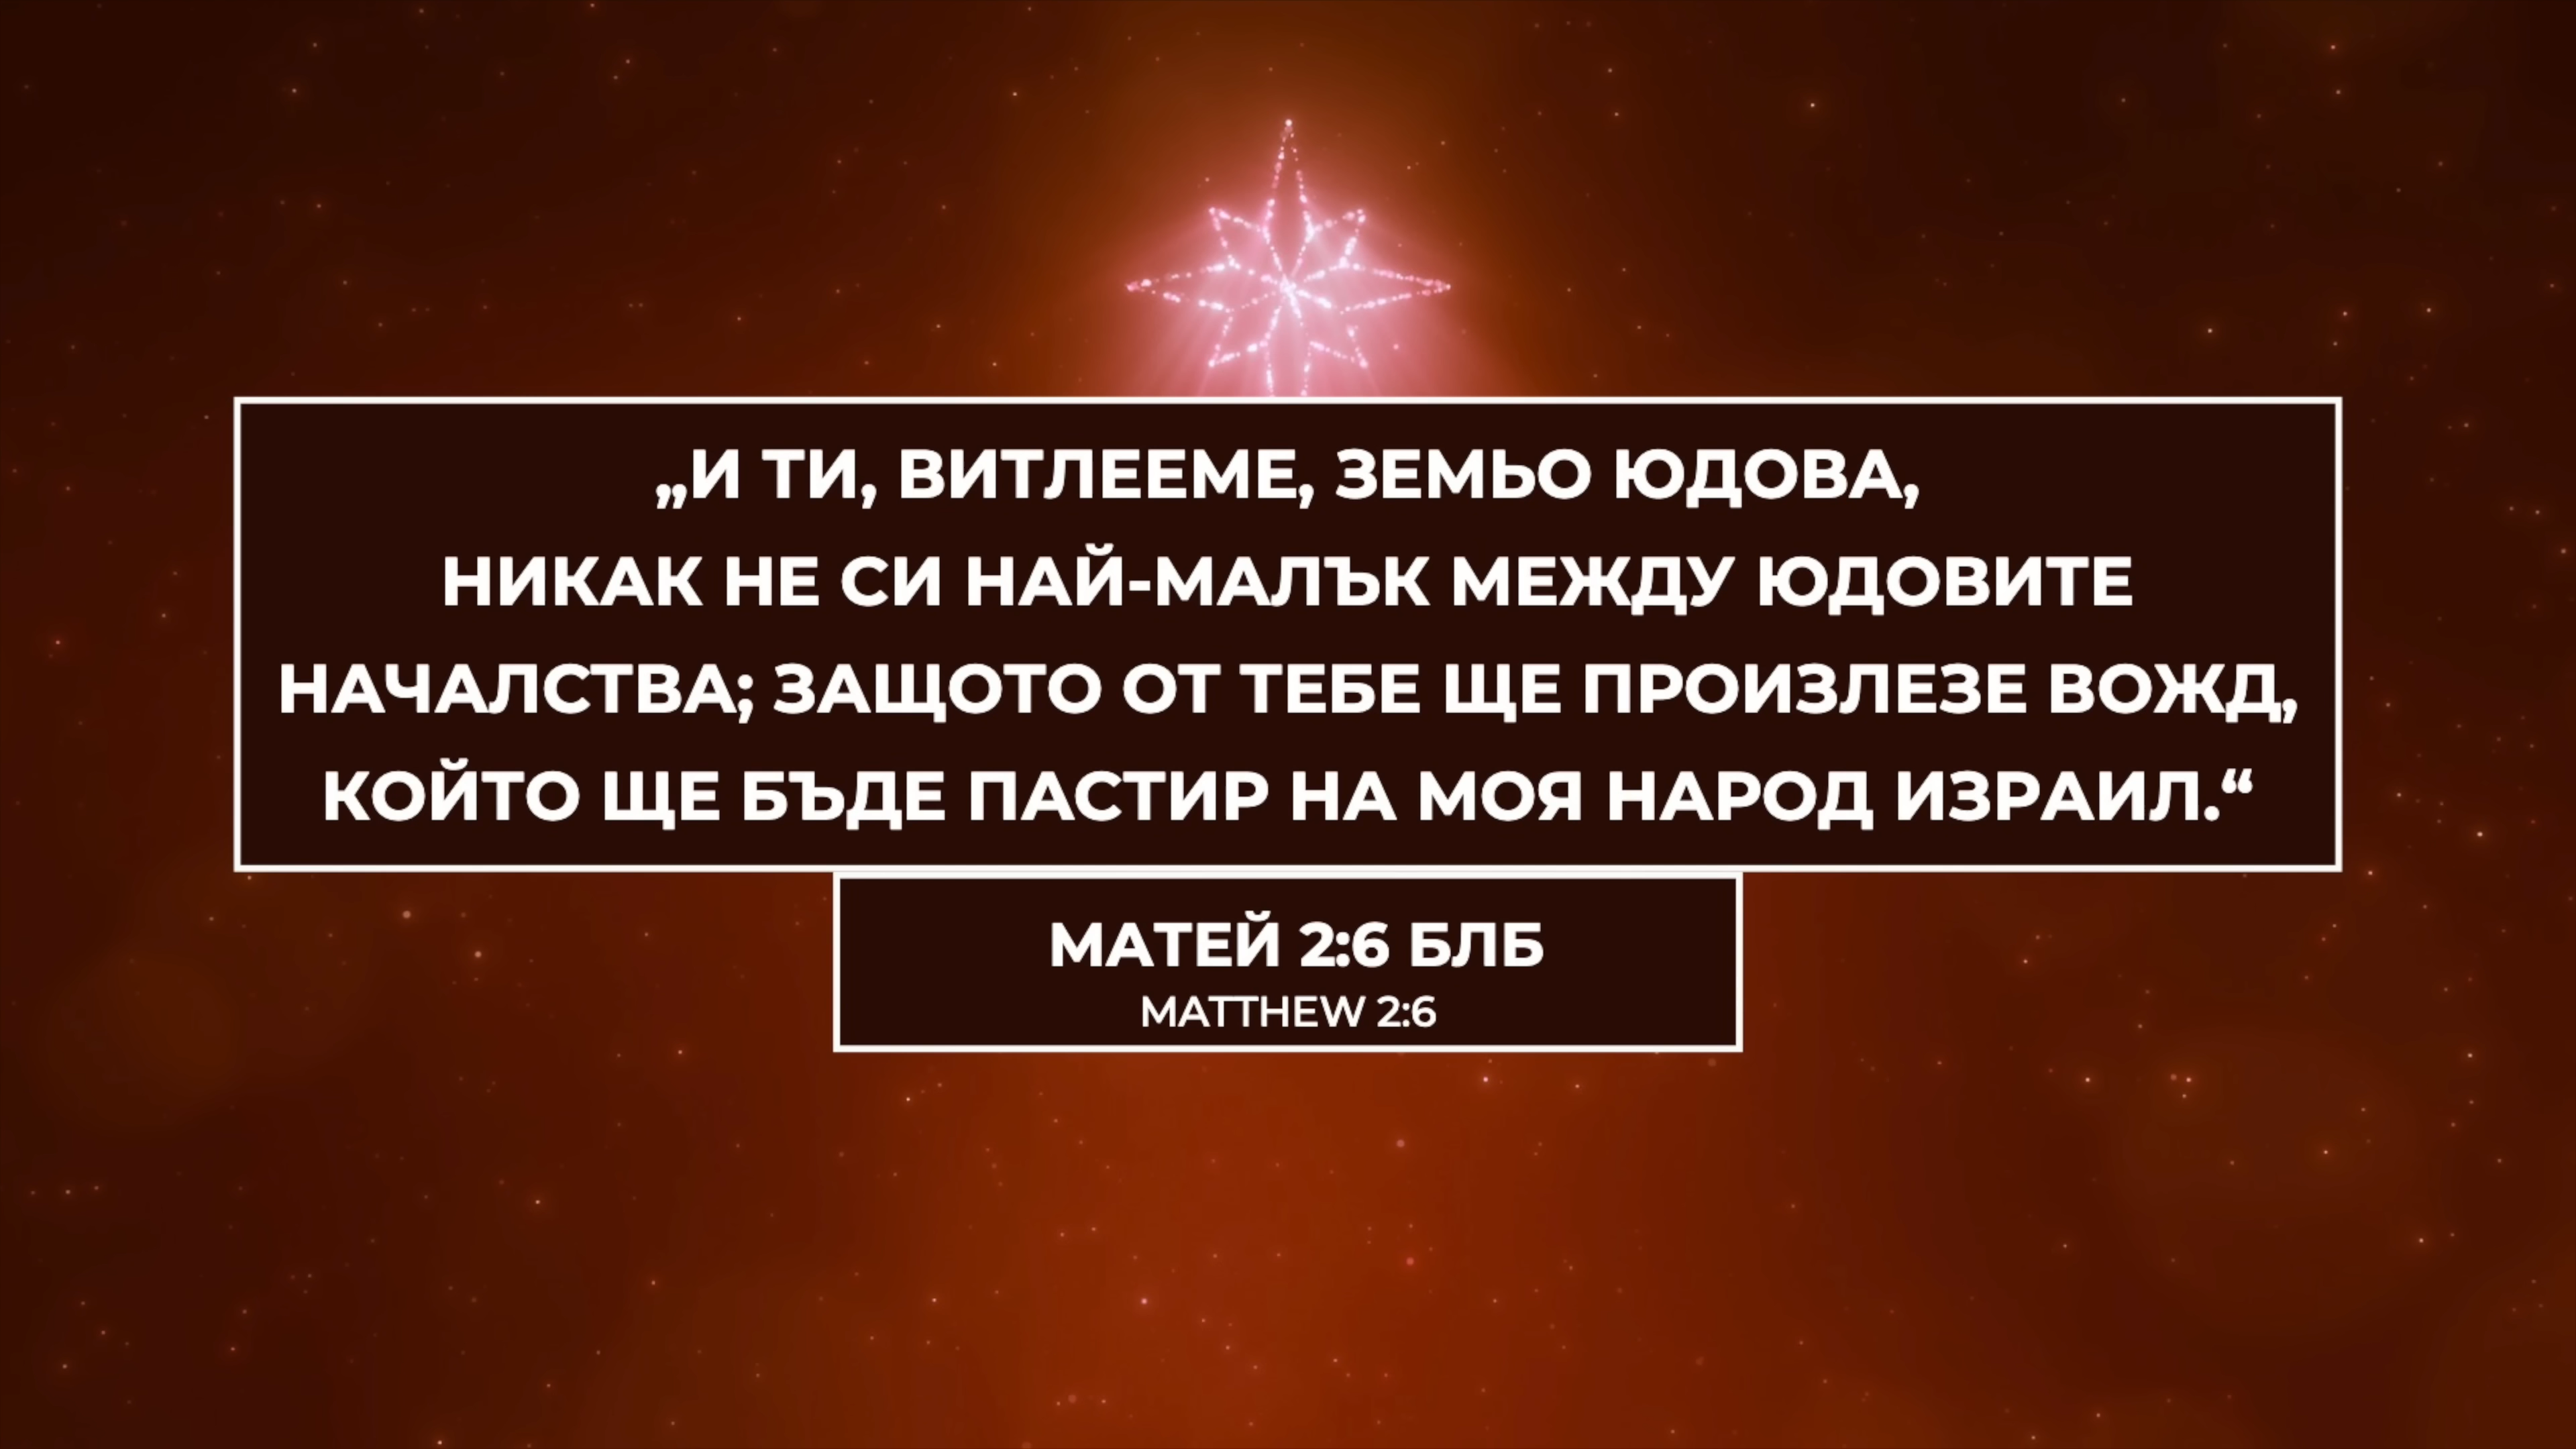 „И ТИ, ВИТЛЕЕМЕ, ЗЕМЬО ЮДОВА,
НИКАК НЕ СИ НАЙ-МАЛЪК МЕЖДУ ЮДОВИТЕ
НАЧАЛСТВА; ЗАЩОТО ОТ ТЕБЕ ЩЕ ПРОИЗЛЕЗЕ ВОЖД,
КОЙТО ЩЕ БЪДЕ ПАСТИР НА МОЯ НАРОД ИЗРАИЛ.“
МАТЕЙ 2:6 БЛБ
MATTHEW 2:6